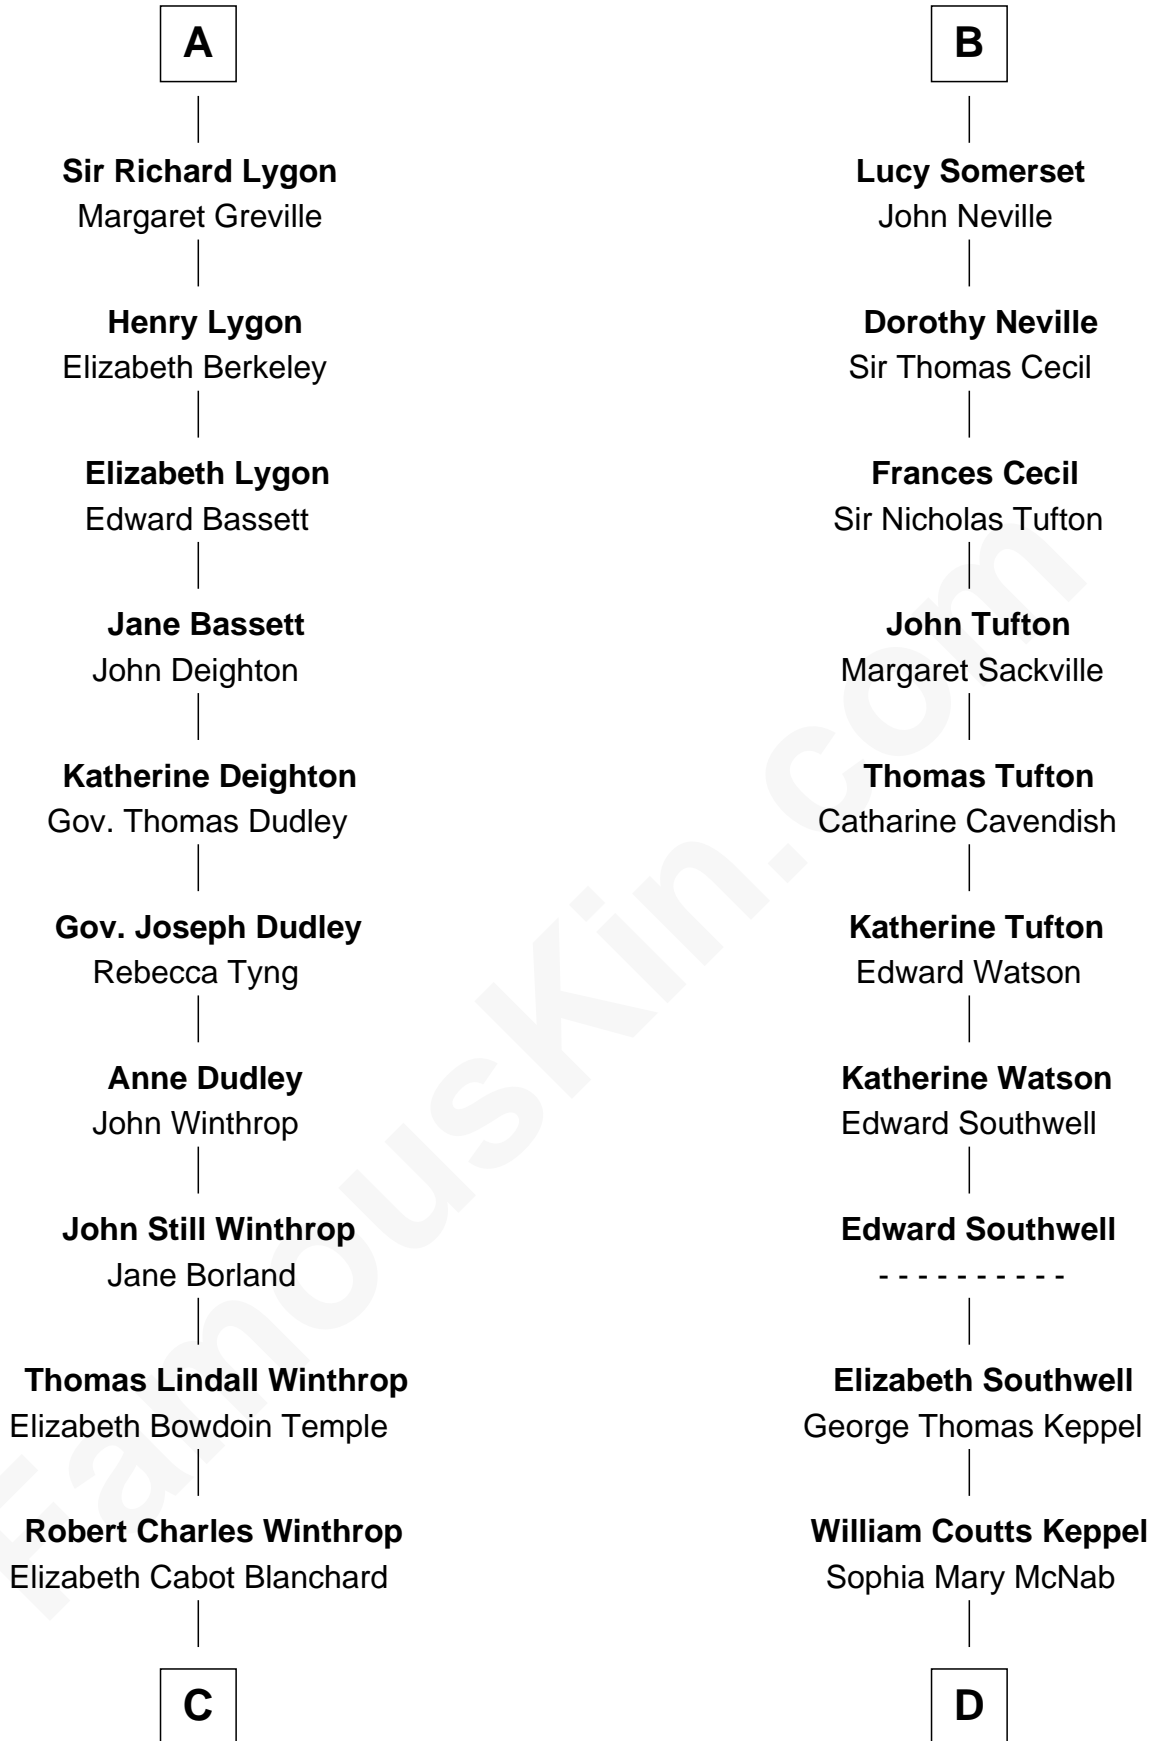 A
Sir Richard Lygon
Margaret Greville
Henry Lygon
Elizabeth Berkeley
Elizabeth Lygon
Edward Bassett
Jane Bassett
John Deighton
Katherine Deighton
Gov. Thomas Dudley
Gov. Joseph Dudley
Rebecca Tyng
Anne Dudley
John Winthrop
John Still Winthrop
Jane Borland
Thomas Lindall Winthrop
Elizabeth Bowdoin Temple
Robert Charles Winthrop
Elizabeth Cabot Blanchard
C
B
Lucy Somerset
John Neville
Dorothy Neville
Sir Thomas Cecil
Frances Cecil
Sir Nicholas Tufton
John Tufton
Margaret Sackville
Thomas Tufton
Catharine Cavendish
Katherine Tufton
Edward Watson
Katherine Watson
Edward Southwell
Edward Southwell
- - - - - - - - - -
Elizabeth Southwell
George Thomas Keppel
William Coutts Keppel
Sophia Mary McNab
D
FamousKin.com